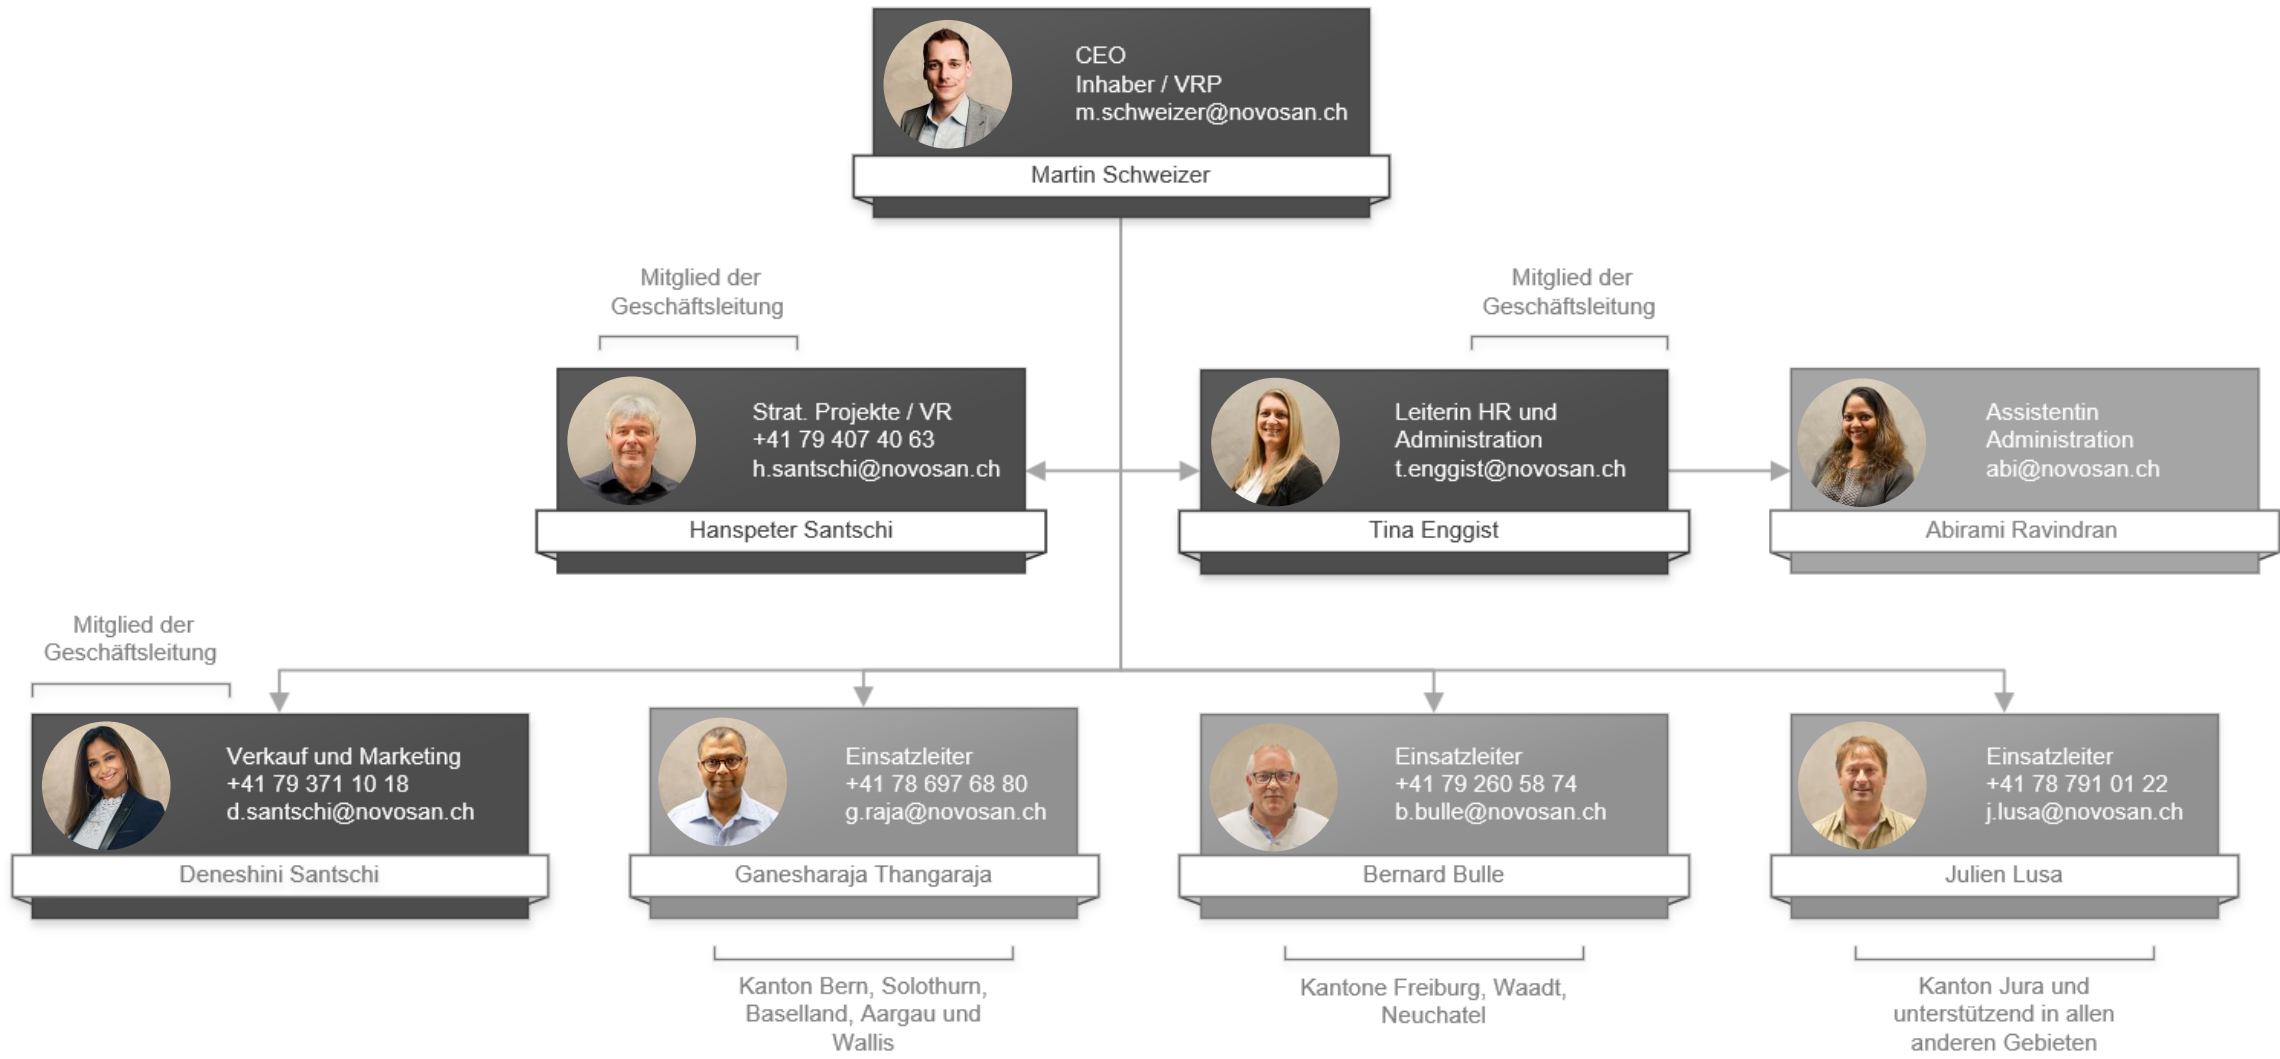 CEO
Inhaber / VRP
m.schweizer@novosan.ch
Martin Schweizer
Mitglied der
Geschäftsleitung
Mitglied der
Geschäftsleitung
Strat. Projekte / VR
+41 79 407 40 63
h.santschi@novosan.ch
Hanspeter Santschi
Leiterin HR und
Administration
t.enggist@novosan.ch
Tina Enggist
Assistentin
Administration
abi@novosan.ch
Abirami Ravindran
Mitglied der
Geschäftsleitung
Verkauf und Marketing
+41 79 371 10 18
d.santschi@novosan.ch
Deneshini Santschi
Einsatzleiter
+41 78 697 68 80
g.raja@novosan.ch
Ganesharaja Thangaraja
Kanton Bern, Solothurn,
Baselland, Aargau und
Wallis
Einsatzleiter
+41 79 260 58 74
b.bulle@novosan.ch
Bernard Bulle
Kantone Freiburg, Waadt,
Neuchatel
Einsatzleiter
+41 78 791 01 22
j.lusa@novosan.ch
Julien Lusa
Kanton Jura und
unterstützend in allen
anderen Gebieten